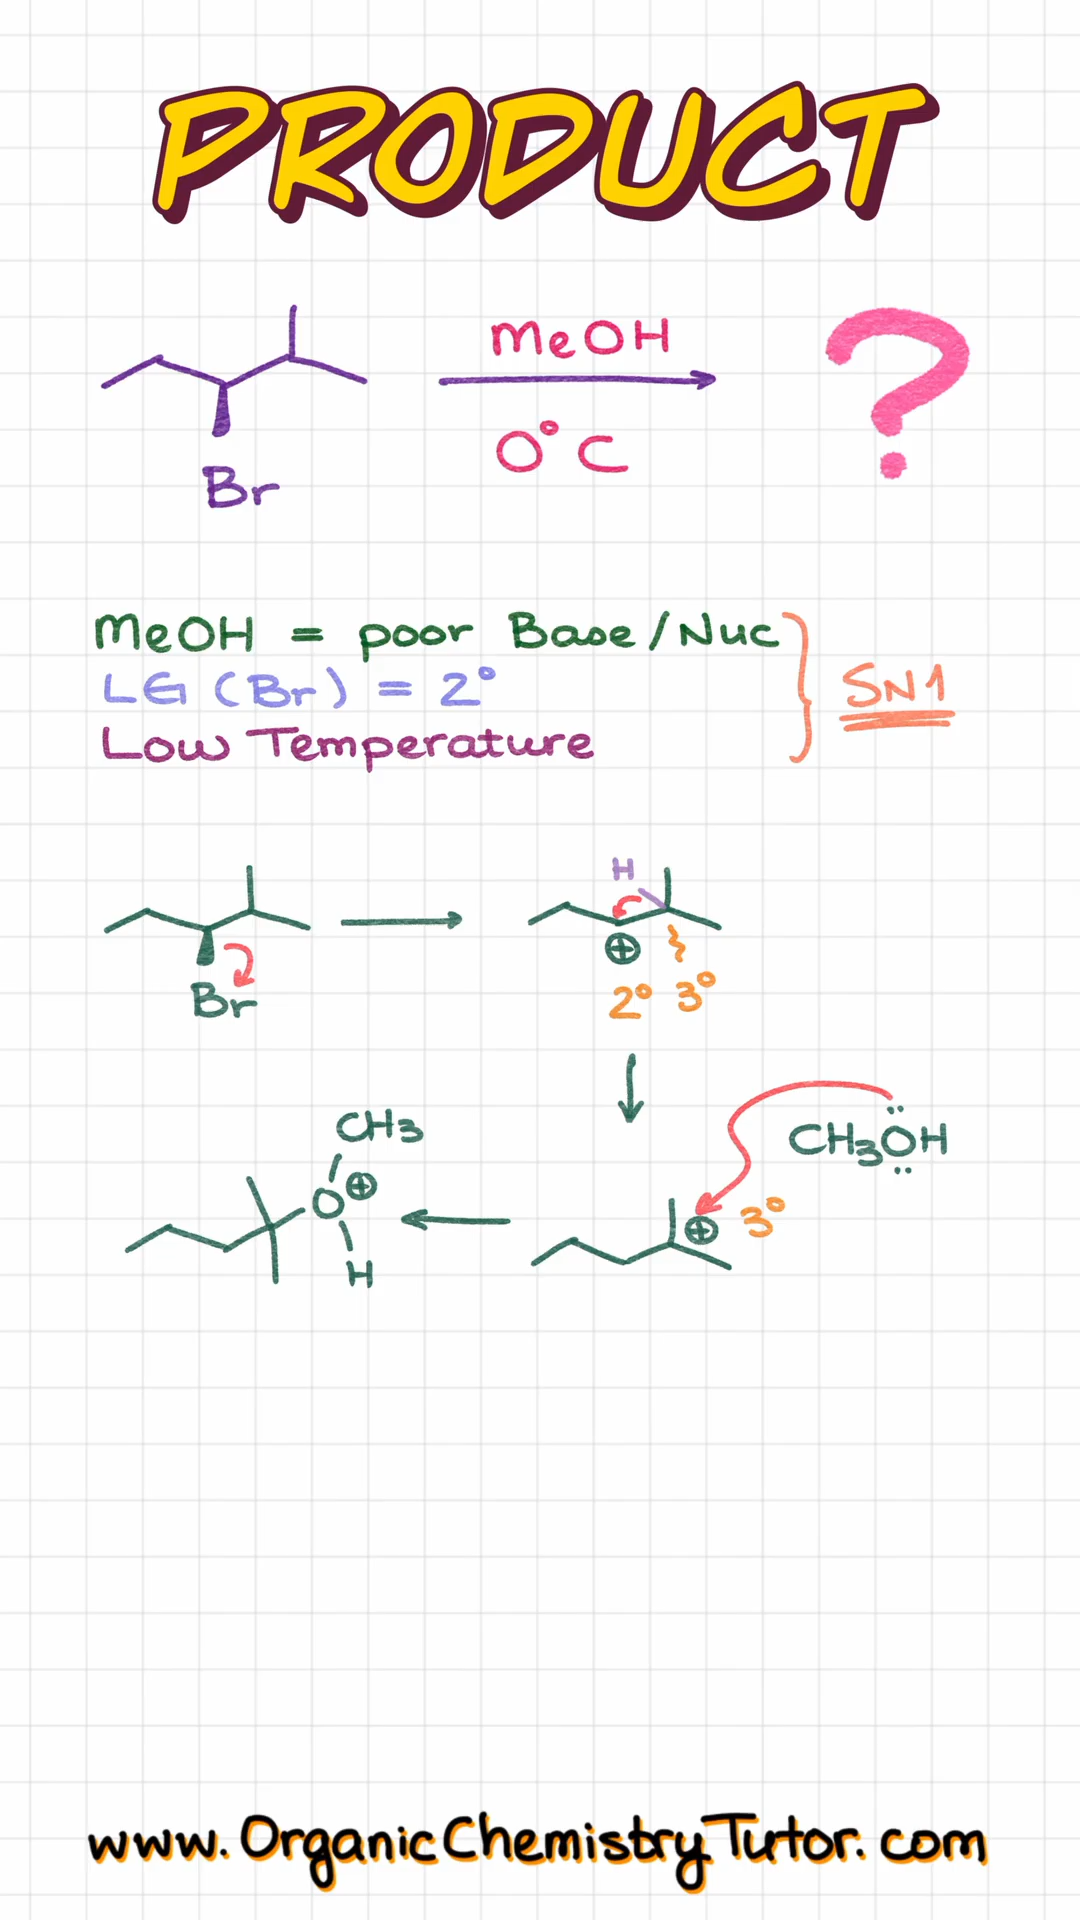 PRODUCT
MeOH
0° C
?
Br
MeOH = poor Base/Nuc
LG (Br) = 2°
Low Temperature
SN1
H
Br
⊕
2° 3°
CH3
CH3ÖH
O ⊕
⊕ 3°
H
www.OrganicChemistryTutor.com